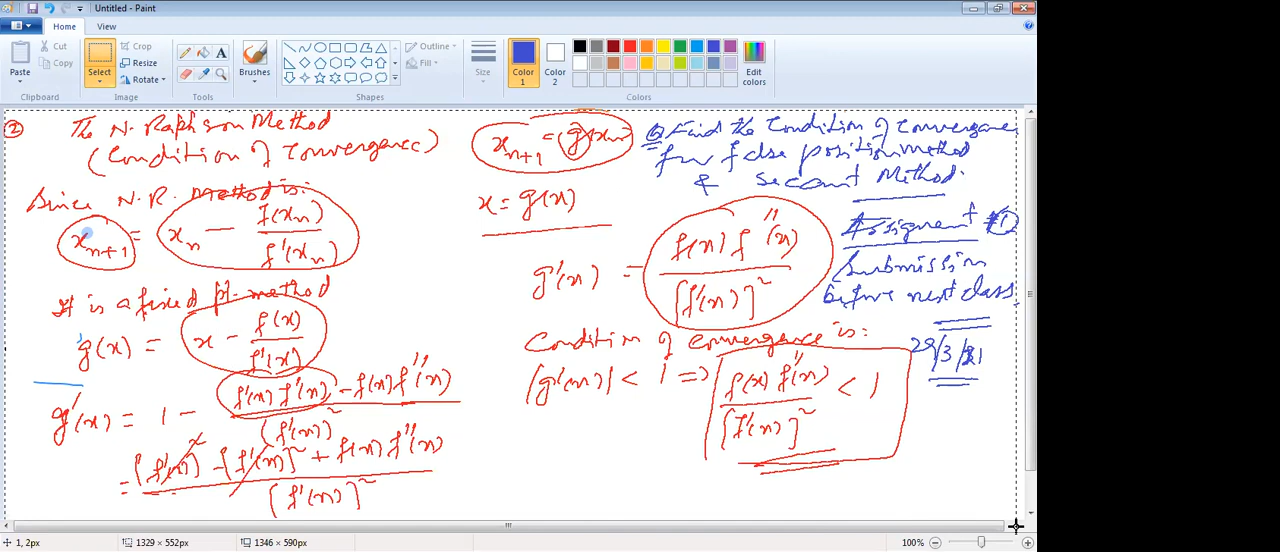 Untitled - Paint
Home View
Paste
Cut
Copy
Clipboard
Select
Crop
Resize
Rotate
Image
Tools
Brushes
Shapes
Outline
Fill
Size
Color 1
Color 2
Edit colors
Colors
② The N. Raphson Method
(Condition of Convergence)
Since N.R. Method is:
xₙ₊₁ = xₙ − f(xₙ) / f'(xₙ)
It is a fixed pt. method
g(x) = x − f(x) / f'(x)
g'(x) = 1 − (f'(x) f'(x) − f(x) f''(x)) / (f'(x))²
= ([f'(x)]² − [f'(x)]² + f(x) f''(x)) / [f'(x)]²
xₙ₊₁ = g(xₙ)
x = g(x)
g'(x) = f(x) f''(x) / [f'(x)]²
Condition of Convergence is:
|g'(x)| < 1 ⇒ f(x) f''(x) / [f'(x)]² < 1
Q Find the Condition of Convergence
for false position method
& Secant Method.
Assignment #1
Submission
before next class
29/3/21
1, 2px
1329 × 552px
1346 × 590px
100%